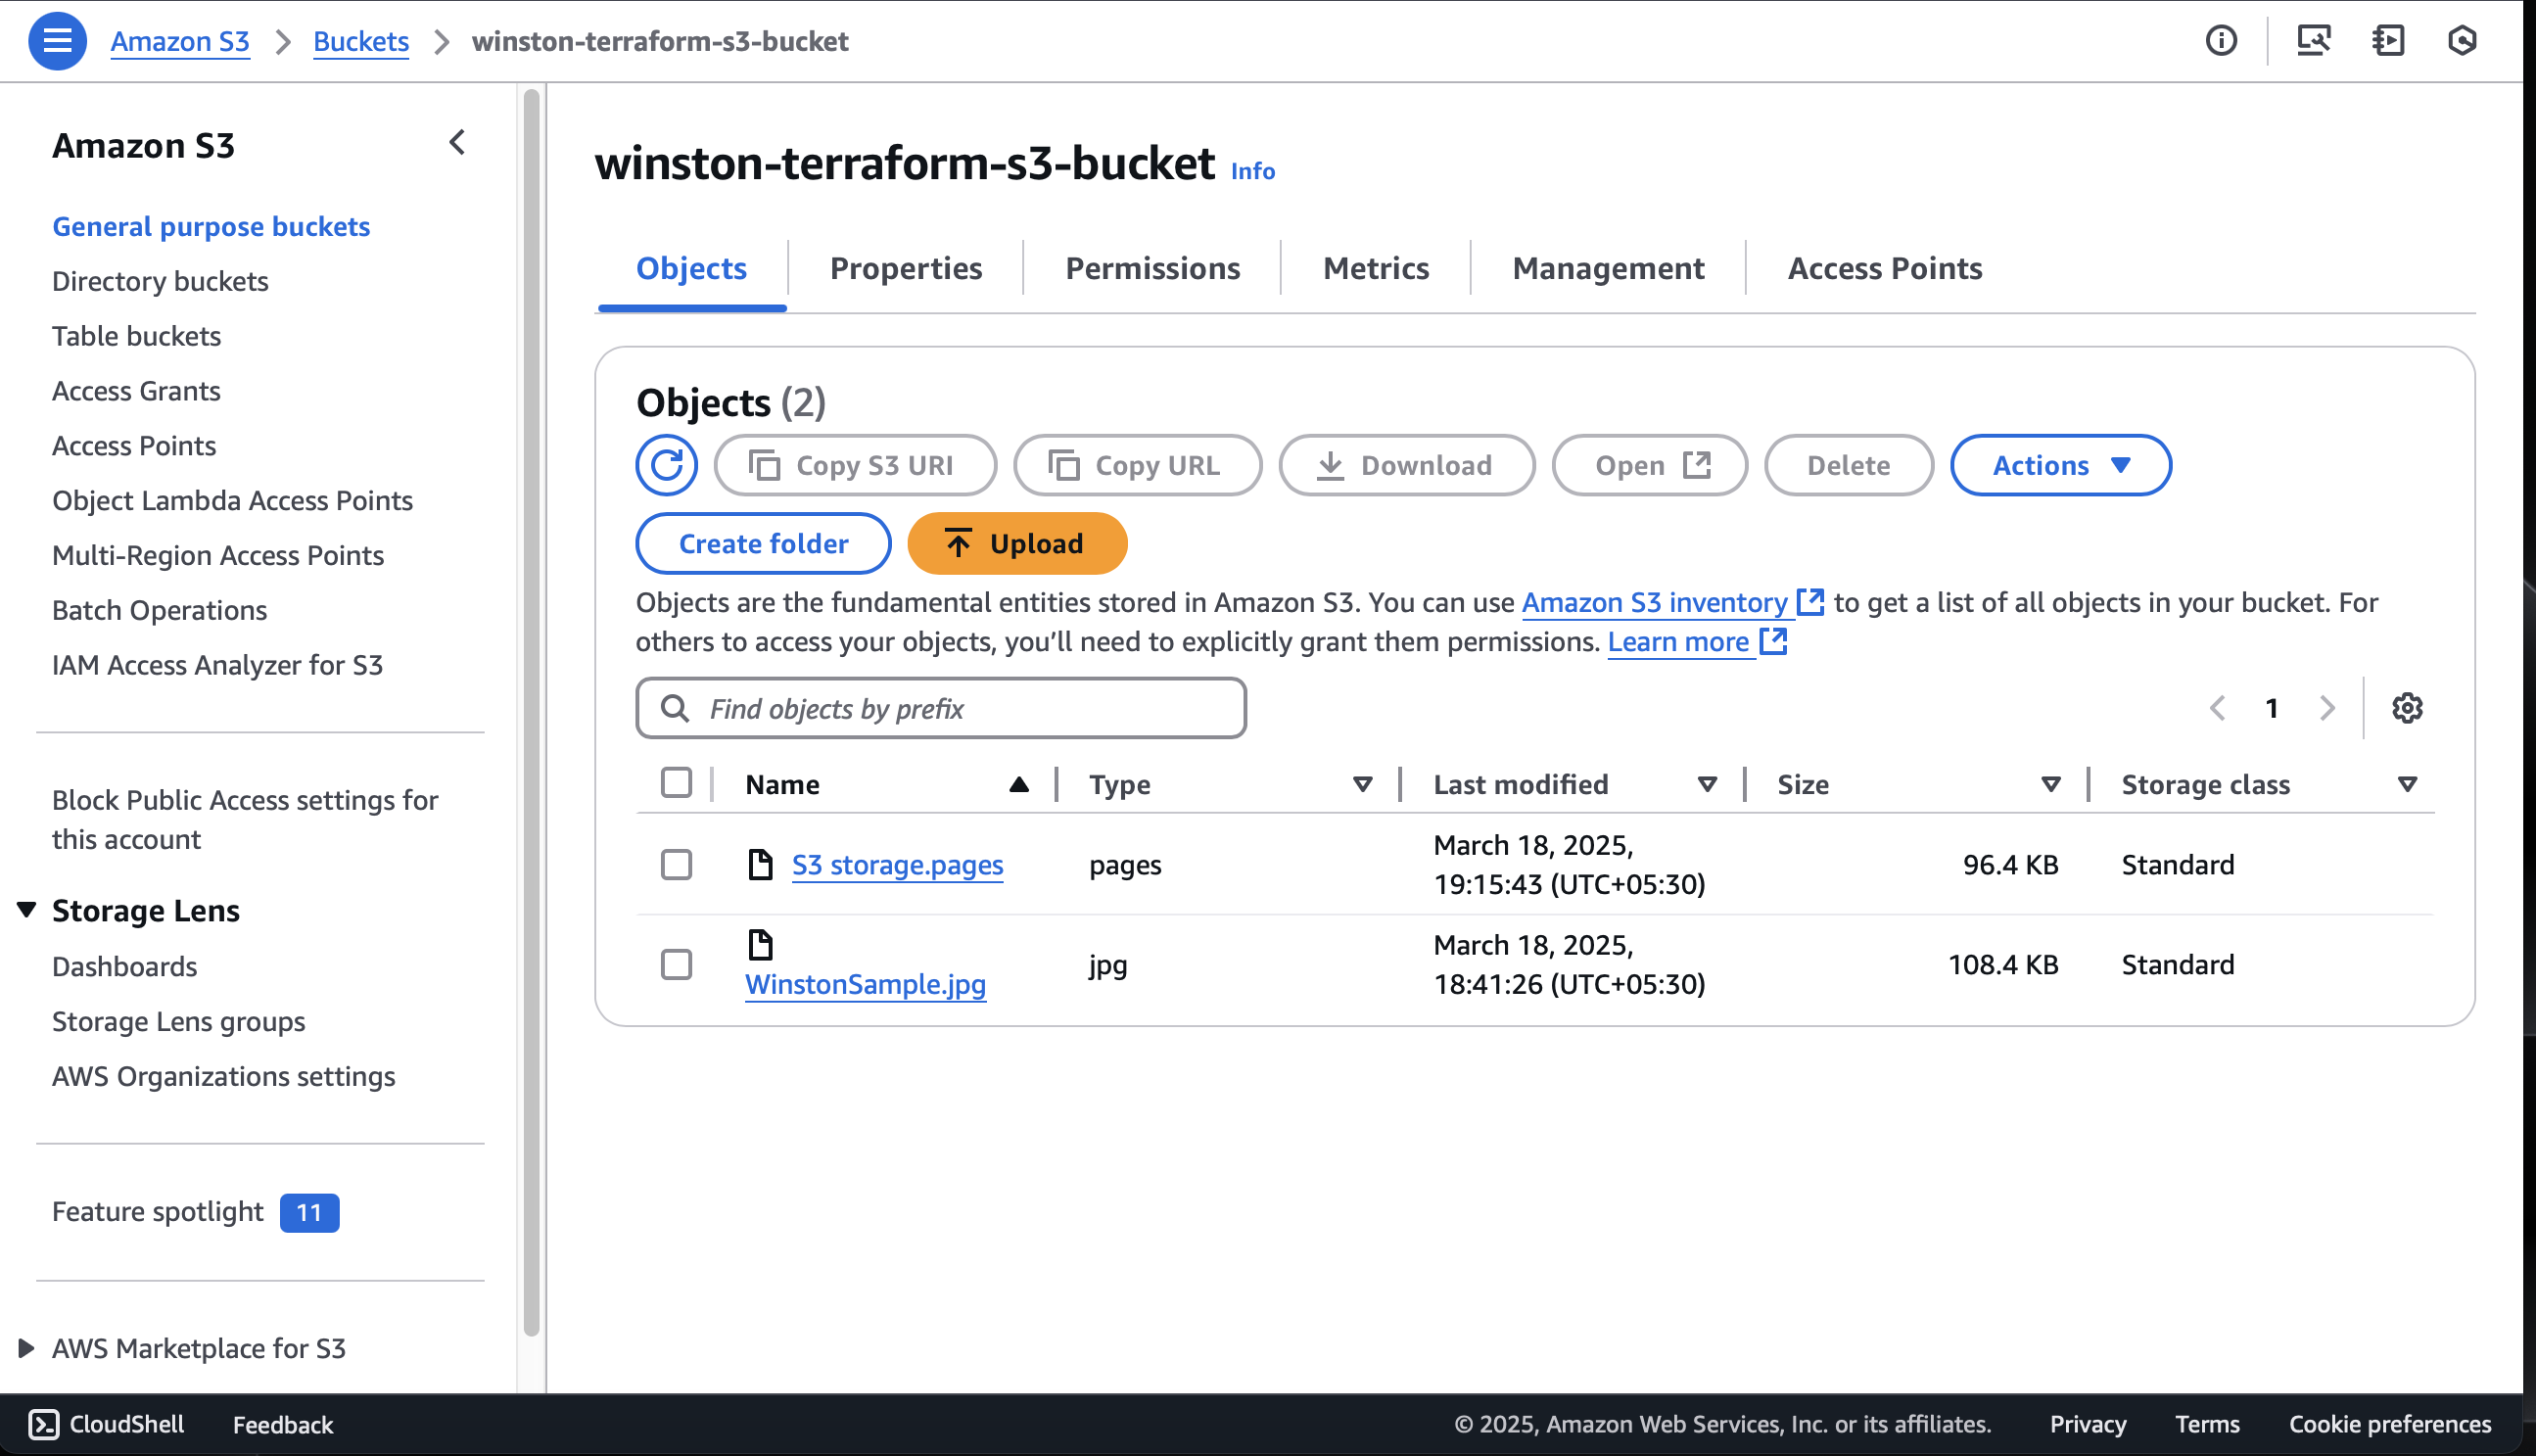 Amazon S3 > Buckets > winston-terraform-s3-bucket
Amazon S3
General purpose buckets
Directory buckets
Table buckets
Access Grants
Access Points
Object Lambda Access Points
Multi-Region Access Points
Batch Operations
IAM Access Analyzer for S3
Block Public Access settings for
this account
Storage Lens
Dashboards
Storage Lens groups
AWS Organizations settings
Feature spotlight 11
AWS Marketplace for S3
winston-terraform-s3-bucket Info
Objects Properties Permissions Metrics Management Access Points
Objects (2)
Copy S3 URI Copy URL Download Open Delete Actions
Create folder Upload
Objects are the fundamental entities stored in Amazon S3. You can use Amazon S3 inventory to get a list of all objects in your bucket. For
others to access your objects, you’ll need to explicitly grant them permissions. Learn more
Find objects by prefix
1
Name Type Last modified Size Storage class
S3 storage.pages pages March 18, 2025, 96.4 KB Standard
19:15:43 (UTC+05:30)
WinstonSample.jpg jpg March 18, 2025, 108.4 KB Standard
18:41:26 (UTC+05:30)
CloudShell Feedback © 2025, Amazon Web Services, Inc. or its affiliates. Privacy Terms Cookie preferences